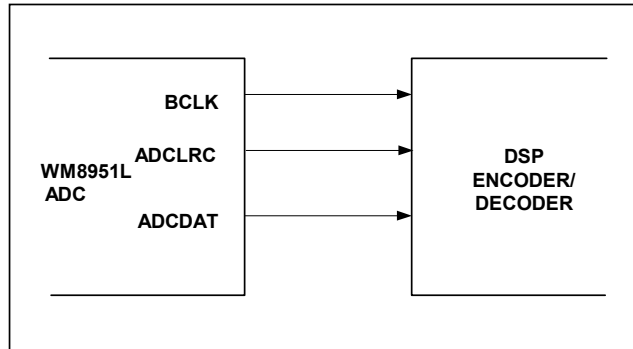 BCLK
ADCLRC
WM8951L
ADC
ADCDAT
DSP
ENCODER/
DECODER